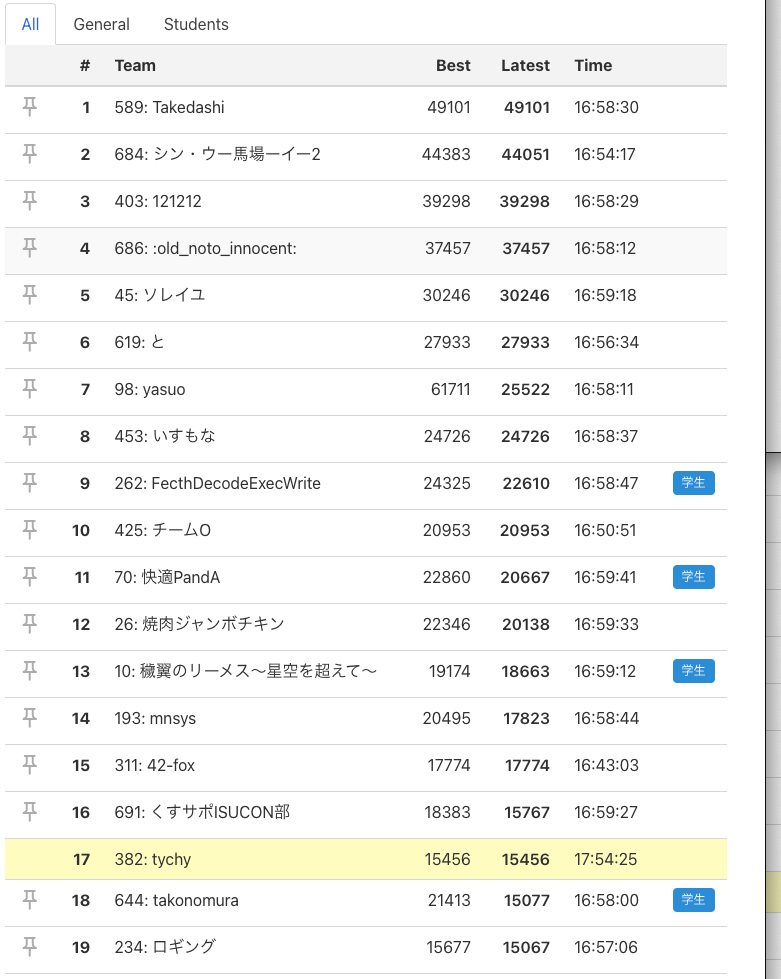 All General Students
# Team Best Latest Time
1 589: Takedashi 49101 49101 16:58:30
2 684: シン・ウー馬場ーイー2 44383 44051 16:54:17
3 403: 121212 39298 39298 16:58:29
4 686: :old_noto_innocent: 37457 37457 16:58:12
5 45: ソレイユ 30246 30246 16:59:18
6 619: と 27933 27933 16:56:34
7 98: yasuo 61711 25522 16:58:11
8 453: いすもな 24726 24726 16:58:37
9 262: FecthDecodeExecWrite 24325 22610 16:58:47 学生
10 425: チームO 20953 20953 16:50:51
11 70: 快適PandA 22860 20667 16:59:41 学生
12 26: 焼肉ジャンボチキン 22346 20138 16:59:33
13 10: 穢翼のリーメス〜星空を超えて〜 19174 18663 16:59:12 学生
14 193: mnsys 20495 17823 16:58:44
15 311: 42-fox 17774 17774 16:43:03
16 691: くすサポISUCON部 18383 15767 16:59:27
17 382: tychy 15456 15456 17:54:25
18 644: takonomura 21413 15077 16:58:00 学生
19 234: ロギング 15677 15067 16:57:06